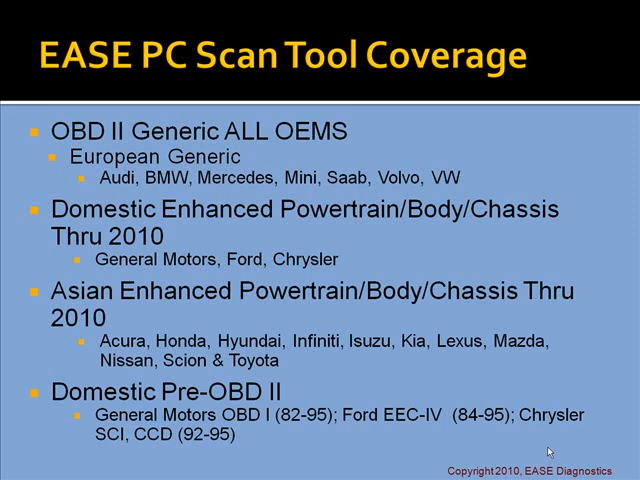 EASE PC Scan Tool Coverage
OBD II Generic ALL OEMS
European Generic
Audi, BMW, Mercedes, Mini, Saab, Volvo, VW
Domestic Enhanced Powertrain/Body/Chassis
Thru 2010
General Motors, Ford, Chrysler
Asian Enhanced Powertrain/Body/Chassis Thru
2010
Acura, Honda, Hyundai, Infiniti, Isuzu, Kia, Lexus, Mazda,
Nissan, Scion & Toyota
Domestic Pre-OBD II
General Motors OBD I (82-95); Ford EEC-IV (84-95); Chrysler
SCI, CCD (92-95)
Copyright 2010, EASE Diagnostics